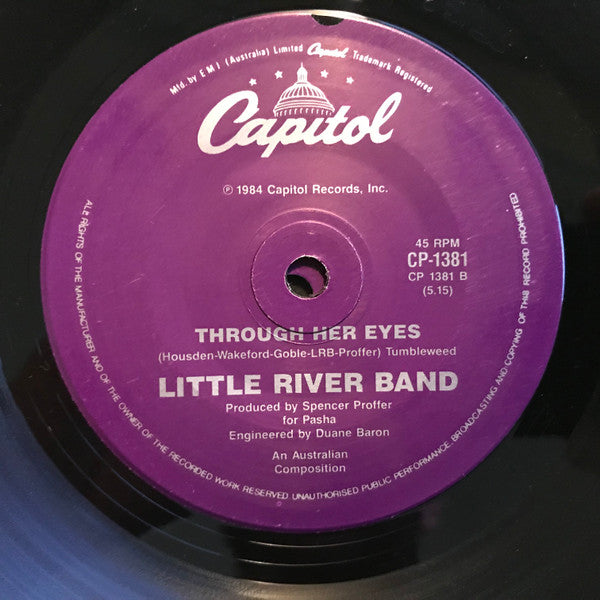 Mfd. by E M I (Australia) Limited Capitol Trademark Registered
Capitol
℗ 1984 Capitol Records, Inc.
45 RPM
CP-1381
CP 1381 B
(5.15)
THROUGH HER EYES
(Housden-Wakeford-Goble-LRB-Proffer) Tumbleweed
LITTLE RIVER BAND
Produced by Spencer Proffer
for Pasha
Engineered by Duane Baron
An Australian
Composition
ALL RIGHTS OF THE MANUFACTURER AND OF THE OWNER OF THE RECORDED WORK RESERVED UNAUTHORISED PUBLIC PERFORMANCE, BROADCASTING AND COPYING OF THIS RECORD PROHIBITED